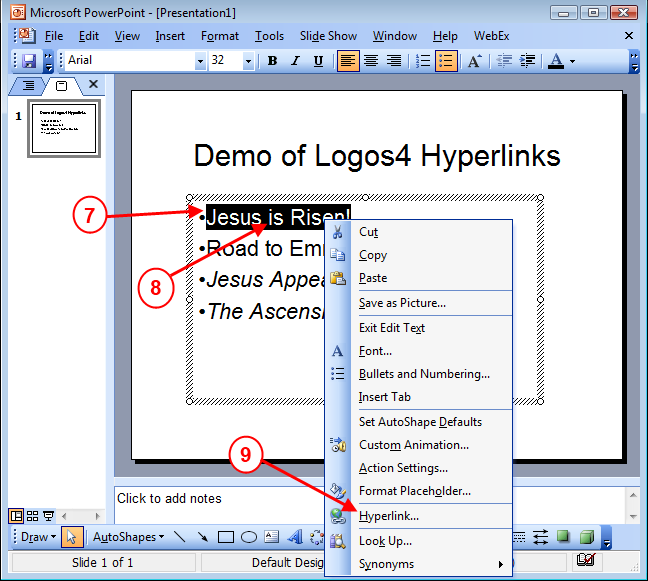 Microsoft PowerPoint - [Presentation1]
File Edit View Insert Format Tools Slide Show Window Help WebEx
Arial 32 B I U A
1
Demo of Logos4 Hyperlinks
7
•Jesus is Risen!
•Road to Em
8
•Jesus Appea
•The Ascens
Cut
Copy
Paste
Save as Picture...
Exit Edit Text
Font...
Bullets and Numbering...
Insert Tab
Set AutoShape Defaults
Custom Animation...
Action Settings...
Format Placeholder...
9
Hyperlink...
Look Up...
Synonyms
Click to add notes
Draw AutoShapes
Slide 1 of 1 Default Desig